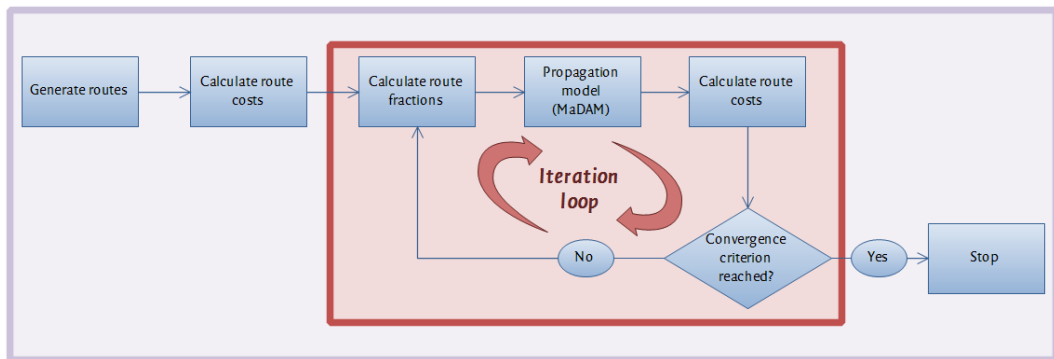 Generate routes
Calculate route
costs
Calculate route
fractions
Propagation
model
(MaDAM)
Calculate route
costs
Iteration
loop
Convergence
criterion
reached?
No
Yes
Stop